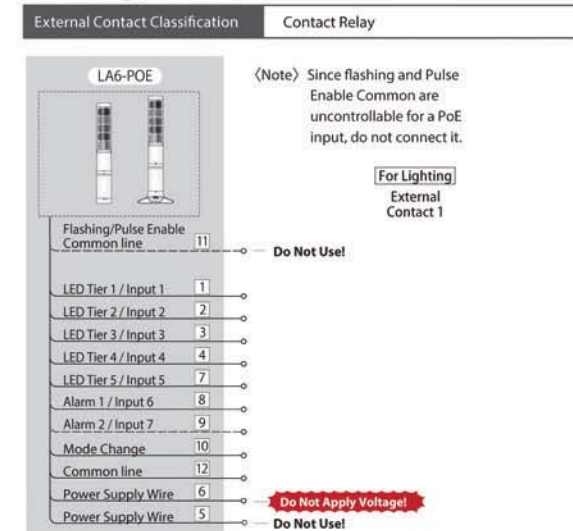 External Contact Classification Contact Relay
LA6-POE
〈Note〉 Since flashing and Pulse
Enable Common are
uncontrollable for a PoE
input, do not connect it.
For Lighting
External
Contact 1
Flashing/Pulse Enable
Common line 11
Do Not Use!
LED Tier 1 / Input 1 1
LED Tier 2 / Input 2 2
LED Tier 3 / Input 3 3
LED Tier 4 / Input 4 4
LED Tier 5 / Input 5 7
Alarm 1 / Input 6 8
Alarm 2 / Input 7 9
Mode Change 10
Common line 12
Power Supply Wire 6 Do Not Apply Voltage!
Power Supply Wire 5 Do Not Use!